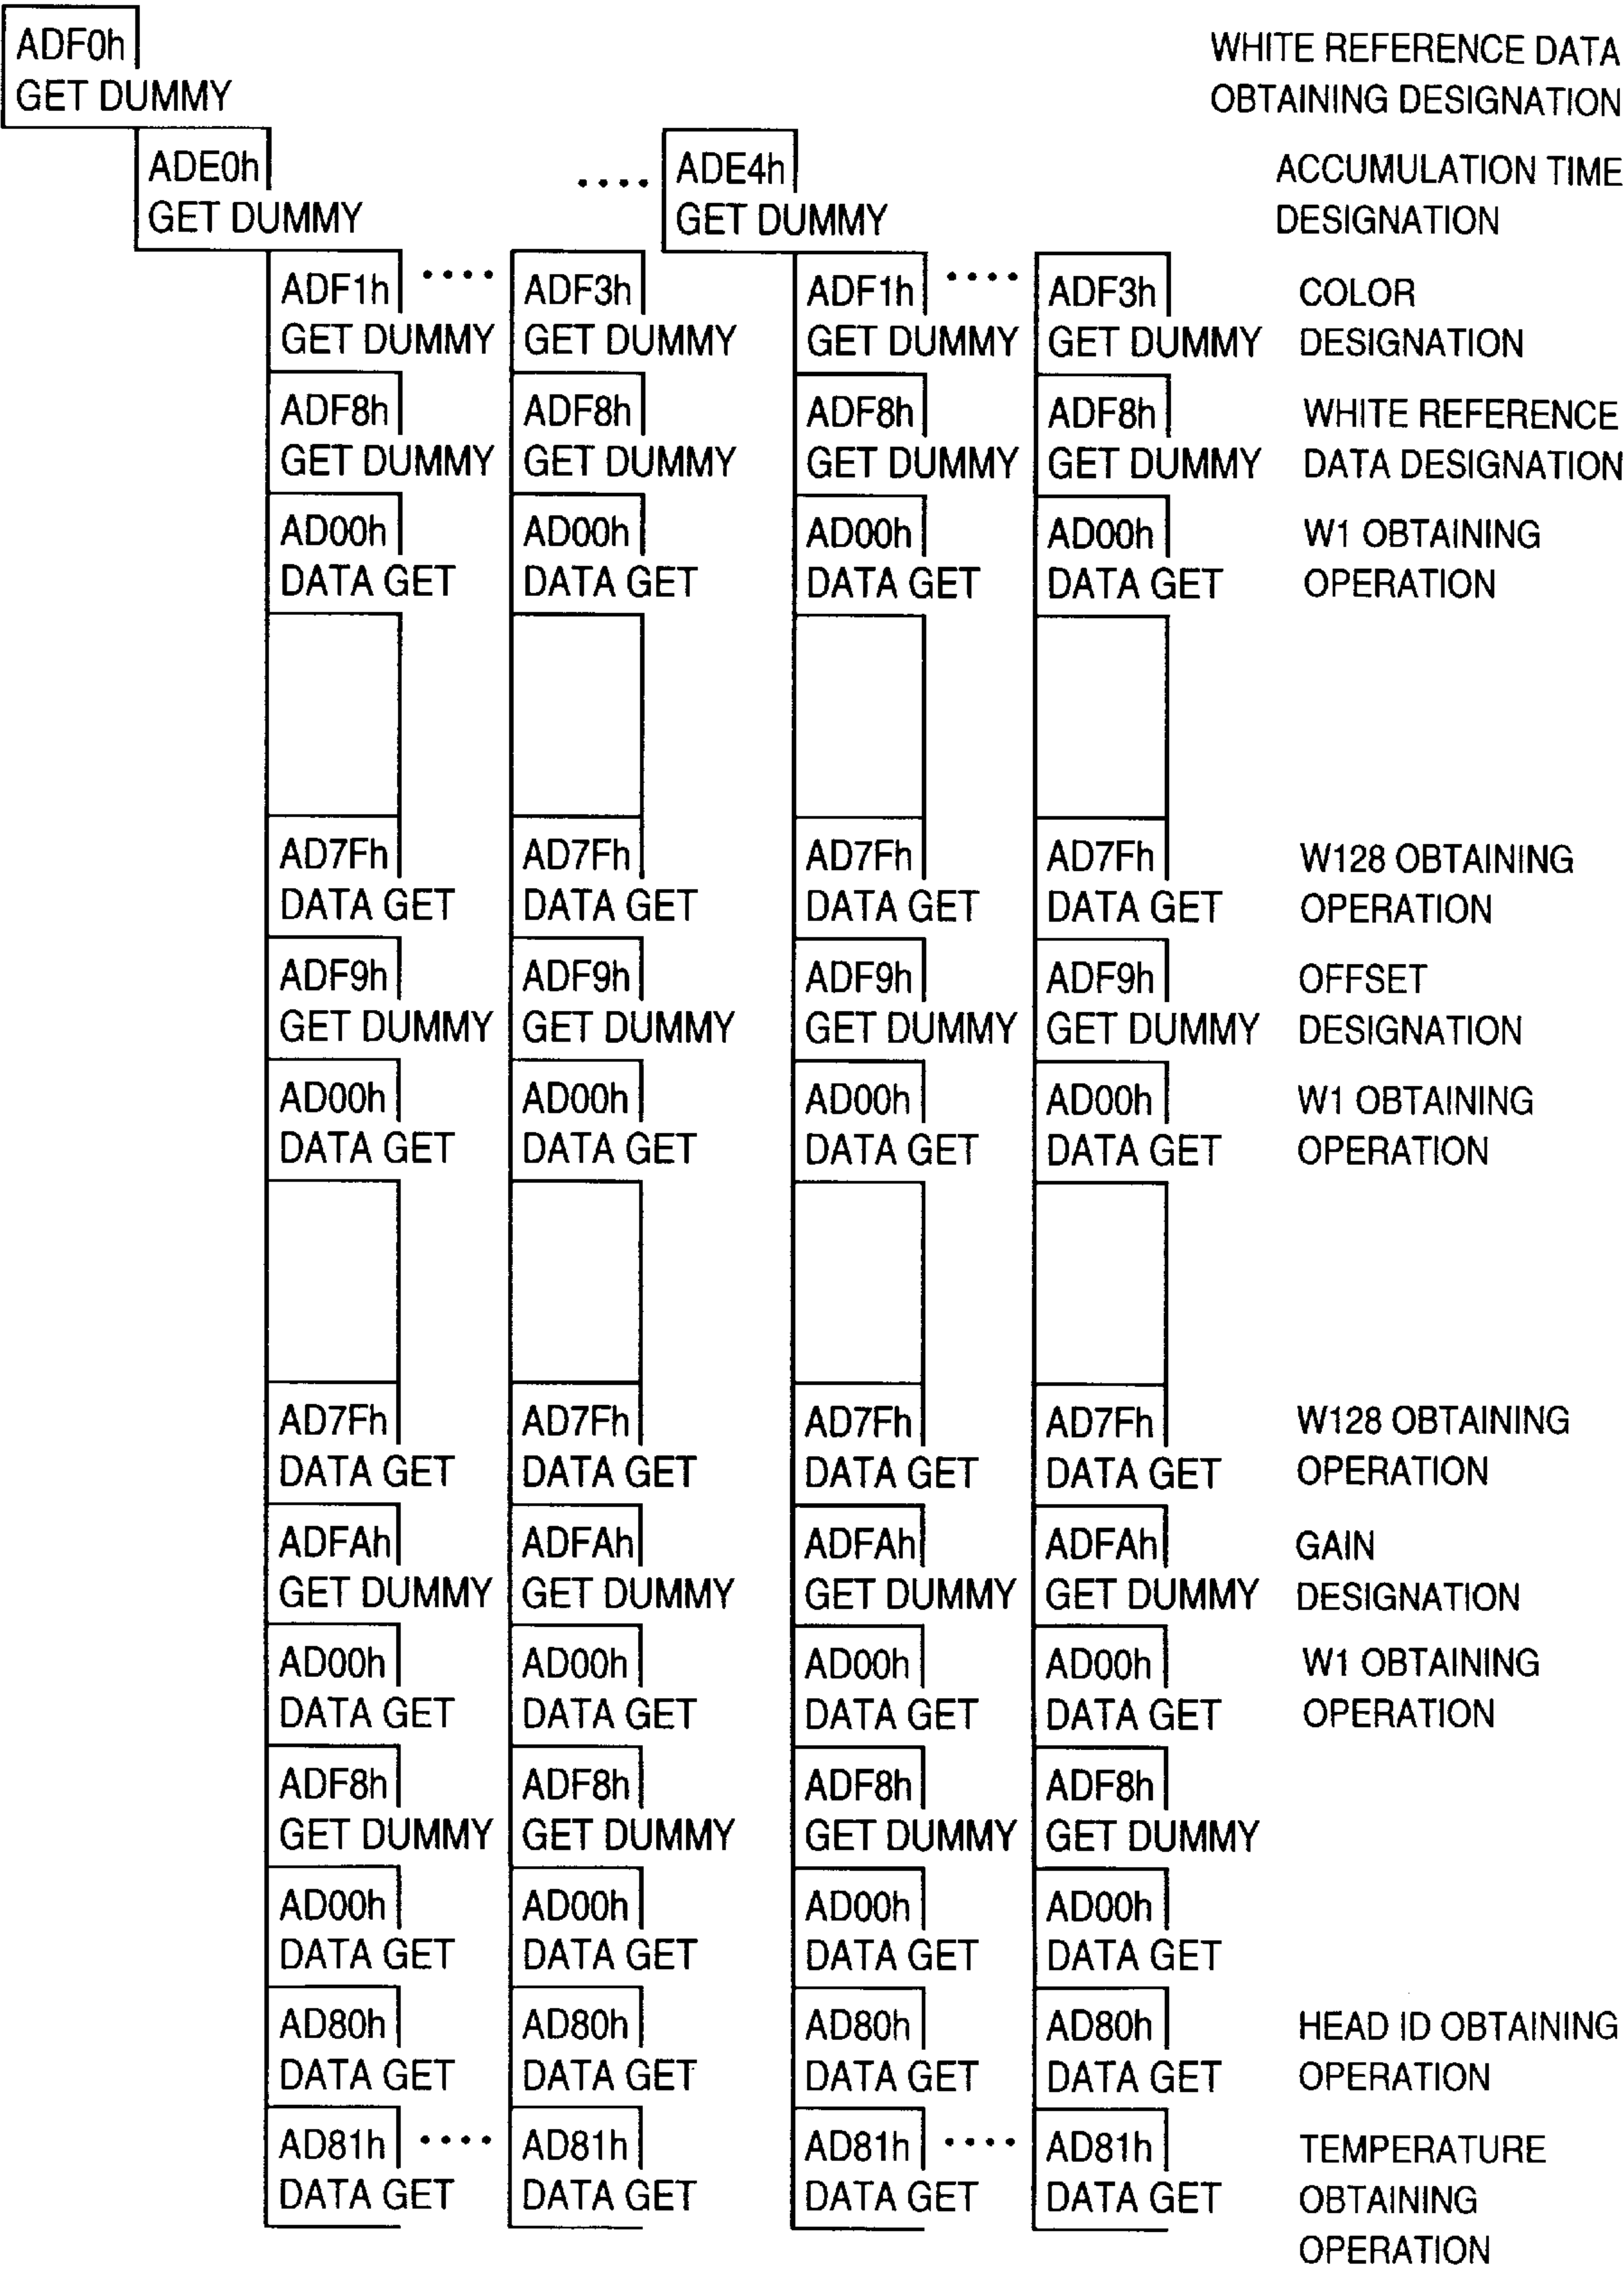 ADF0h
GET DUMMY
WHITE REFERENCE DATA
OBTAINING DESIGNATION
ADE0h
GET DUMMY
....
ADE4h
GET DUMMY
ACCUMULATION TIME
DESIGNATION
ADF1h .... ADF3h ADF1h .... ADF3h COLOR
GET DUMMY GET DUMMY GET DUMMY GET DUMMY DESIGNATION
ADF8h ADF8h ADF8h ADF8h WHITE REFERENCE
GET DUMMY GET DUMMY GET DUMMY GET DUMMY DATA DESIGNATION
AD00h AD00h AD00h AD00h W1 OBTAINING
DATA GET DATA GET DATA GET DATA GET OPERATION
AD7Fh AD7Fh AD7Fh AD7Fh W128 OBTAINING
DATA GET DATA GET DATA GET DATA GET OPERATION
ADF9h ADF9h ADF9h ADF9h OFFSET
GET DUMMY GET DUMMY GET DUMMY GET DUMMY DESIGNATION
AD00h AD00h AD00h AD00h W1 OBTAINING
DATA GET DATA GET DATA GET DATA GET OPERATION
AD7Fh AD7Fh AD7Fh AD7Fh W128 OBTAINING
DATA GET DATA GET DATA GET DATA GET OPERATION
ADFAh ADFAh ADFAh ADFAh GAIN
GET DUMMY GET DUMMY GET DUMMY GET DUMMY DESIGNATION
AD00h AD00h AD00h AD00h W1 OBTAINING
DATA GET DATA GET DATA GET DATA GET OPERATION
ADF8h ADF8h ADF8h ADF8h
GET DUMMY GET DUMMY GET DUMMY GET DUMMY
AD00h AD00h AD00h AD00h
DATA GET DATA GET DATA GET DATA GET
AD80h AD80h AD80h AD80h HEAD ID OBTAINING
DATA GET DATA GET DATA GET DATA GET OPERATION
AD81h .... AD81h AD81h .... AD81h TEMPERATURE
DATA GET DATA GET DATA GET DATA GET OBTAINING
OPERATION